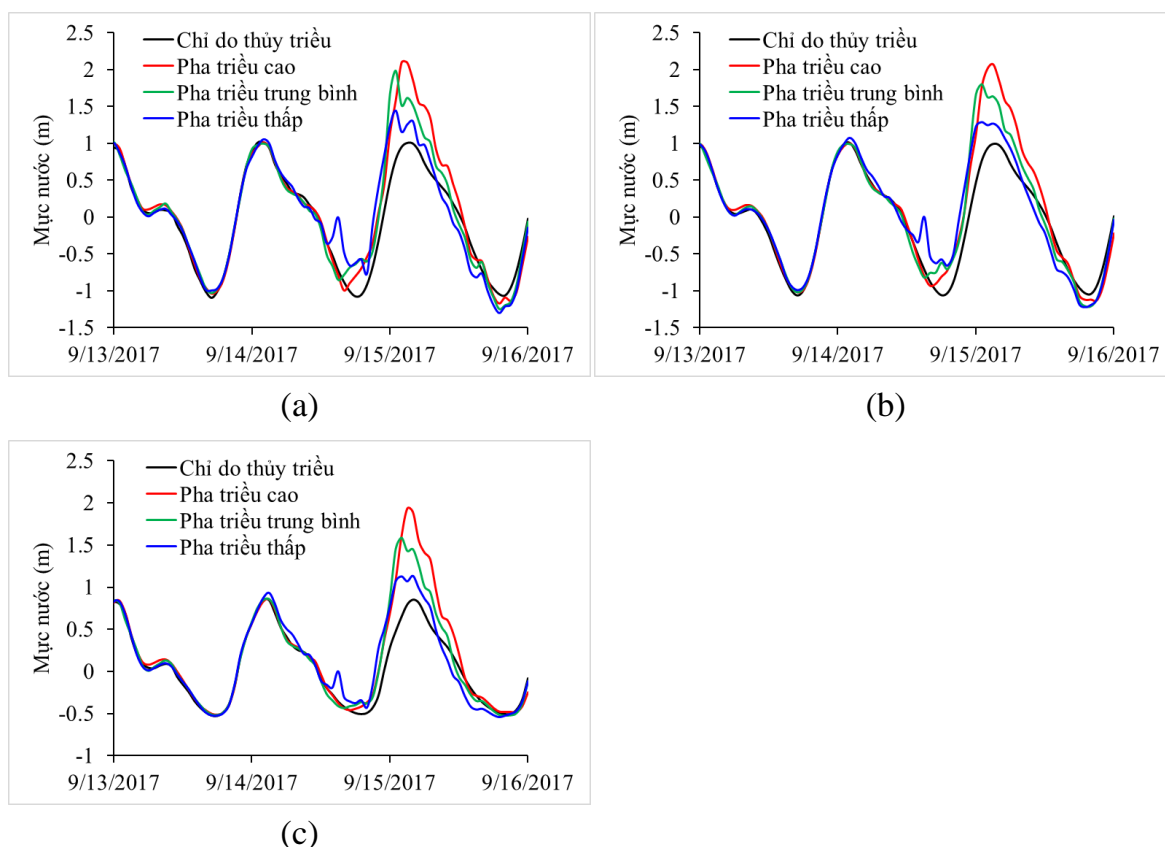 2.5
2
1.5
1
0.5
0
-0.5
-1
-1.5
Mực nước (m)
Chỉ do thủy triều
Pha triều cao
Pha triều trung bình
Pha triều thấp
9/13/2017 9/14/2017 9/15/2017 9/16/2017
(a)
2.5
2
1.5
1
0.5
0
-0.5
-1
-1.5
Mực nước (m)
Chỉ do thủy triều
Pha triều cao
Pha triều trung bình
Pha triều thấp
9/13/2017 9/14/2017 9/15/2017 9/16/2017
(b)
2.5
2
1.5
1
0.5
0
-0.5
-1
Mực nước (m)
Chỉ do thủy triều
Pha triều cao
Pha triều trung bình
Pha triều thấp
9/13/2017 9/14/2017 9/15/2017 9/16/2017
(c)